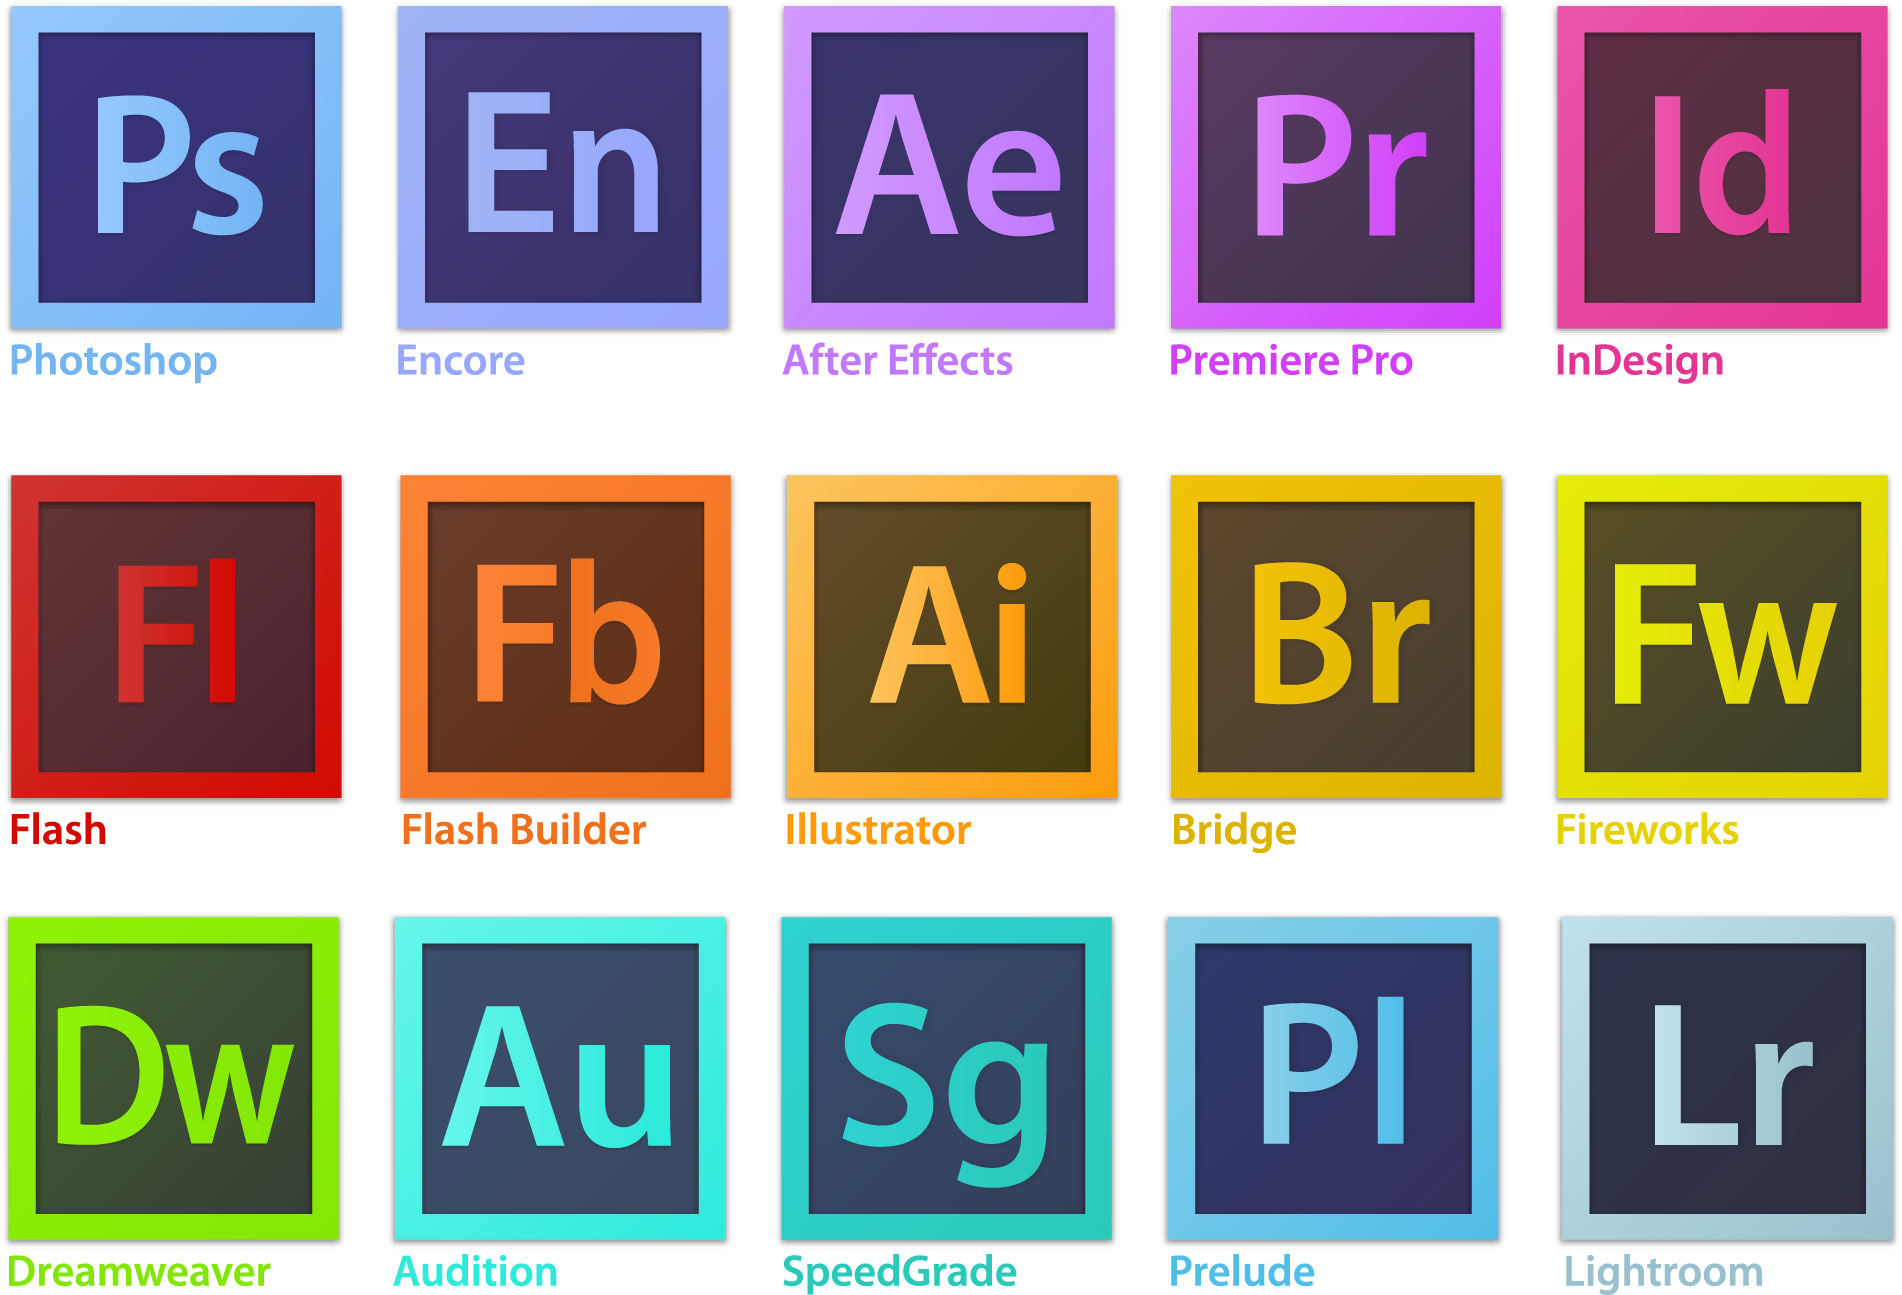 Ps En Ae Pr Id
Photoshop Encore After Effects Premiere Pro InDesign
Fl Fb Ai Br Fw
Flash Flash Builder Illustrator Bridge Fireworks
Dw Au Sg Pl Lr
Dreamweaver Audition SpeedGrade Prelude Lightroom